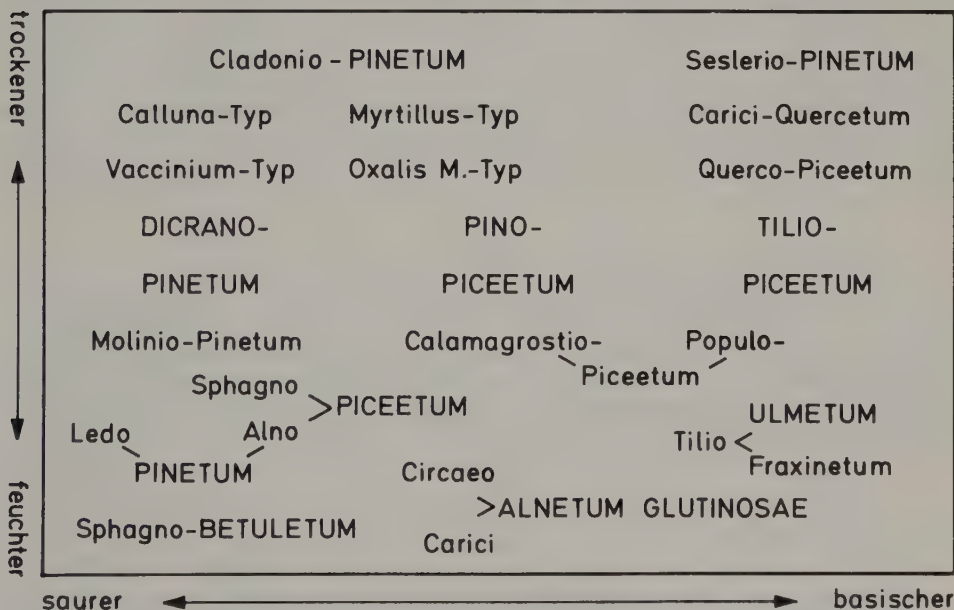 trockener
Cladonio - PINETUM Seslerio-PINETUM
Calluna-Typ Myrtillus-Typ Carici-Quercetum
Vaccinium-Typ Oxalis M.-Typ Querco-Piceetum
DICRANO- PINO- TILIO-
PINETUM PICEETUM PICEETUM
Molinio-Pinetum Calamagrostio- Populo-
Piceetum
Sphagno
>PICEETUM
ULMETUM
Ledo Alno
Tilio <
PINETUM Fraxinetum
Circaeo
>ALNETUM GLUTINOSAE
Sphagno-BETULETUM
Carici
feuchter
saurer basischer